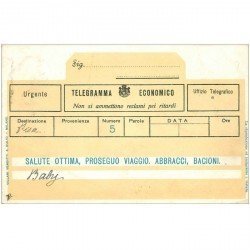 Sig.
Urgente
TELEGRAMMA ECONOMICO
Non si ammettono reclami pei ritardi
Uffizio Telegrafico
Destinazione Provenienza Numero Parole DATA Ore
5
SALUTE OTTIMA, PROSEGUO VIAGGIO. ABBRACCI, BACIONI.
Baby